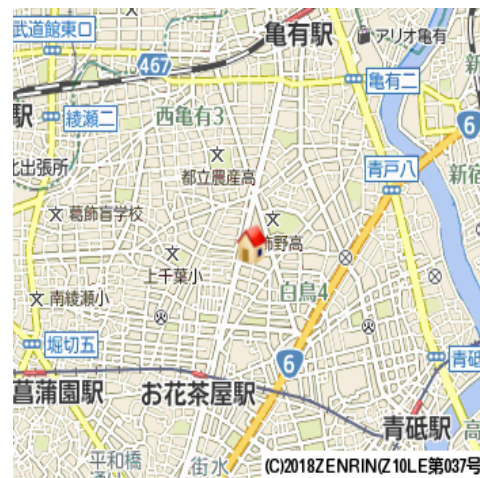 亀有駅
武道館東口
アリオ亀有
467
亀有二
駅
綾瀬二
西亀有3
6
北出張所
青戸八
都立農産高
新宿
葛飾盲学校
飾野高
上千葉小
白鳥4
南綾瀬小
堀切五
6
青砥
菖蒲園駅
お花茶屋駅
青砥駅
高
平和橋
街
水
(C)2018ZENRIN(Z10LE第037号